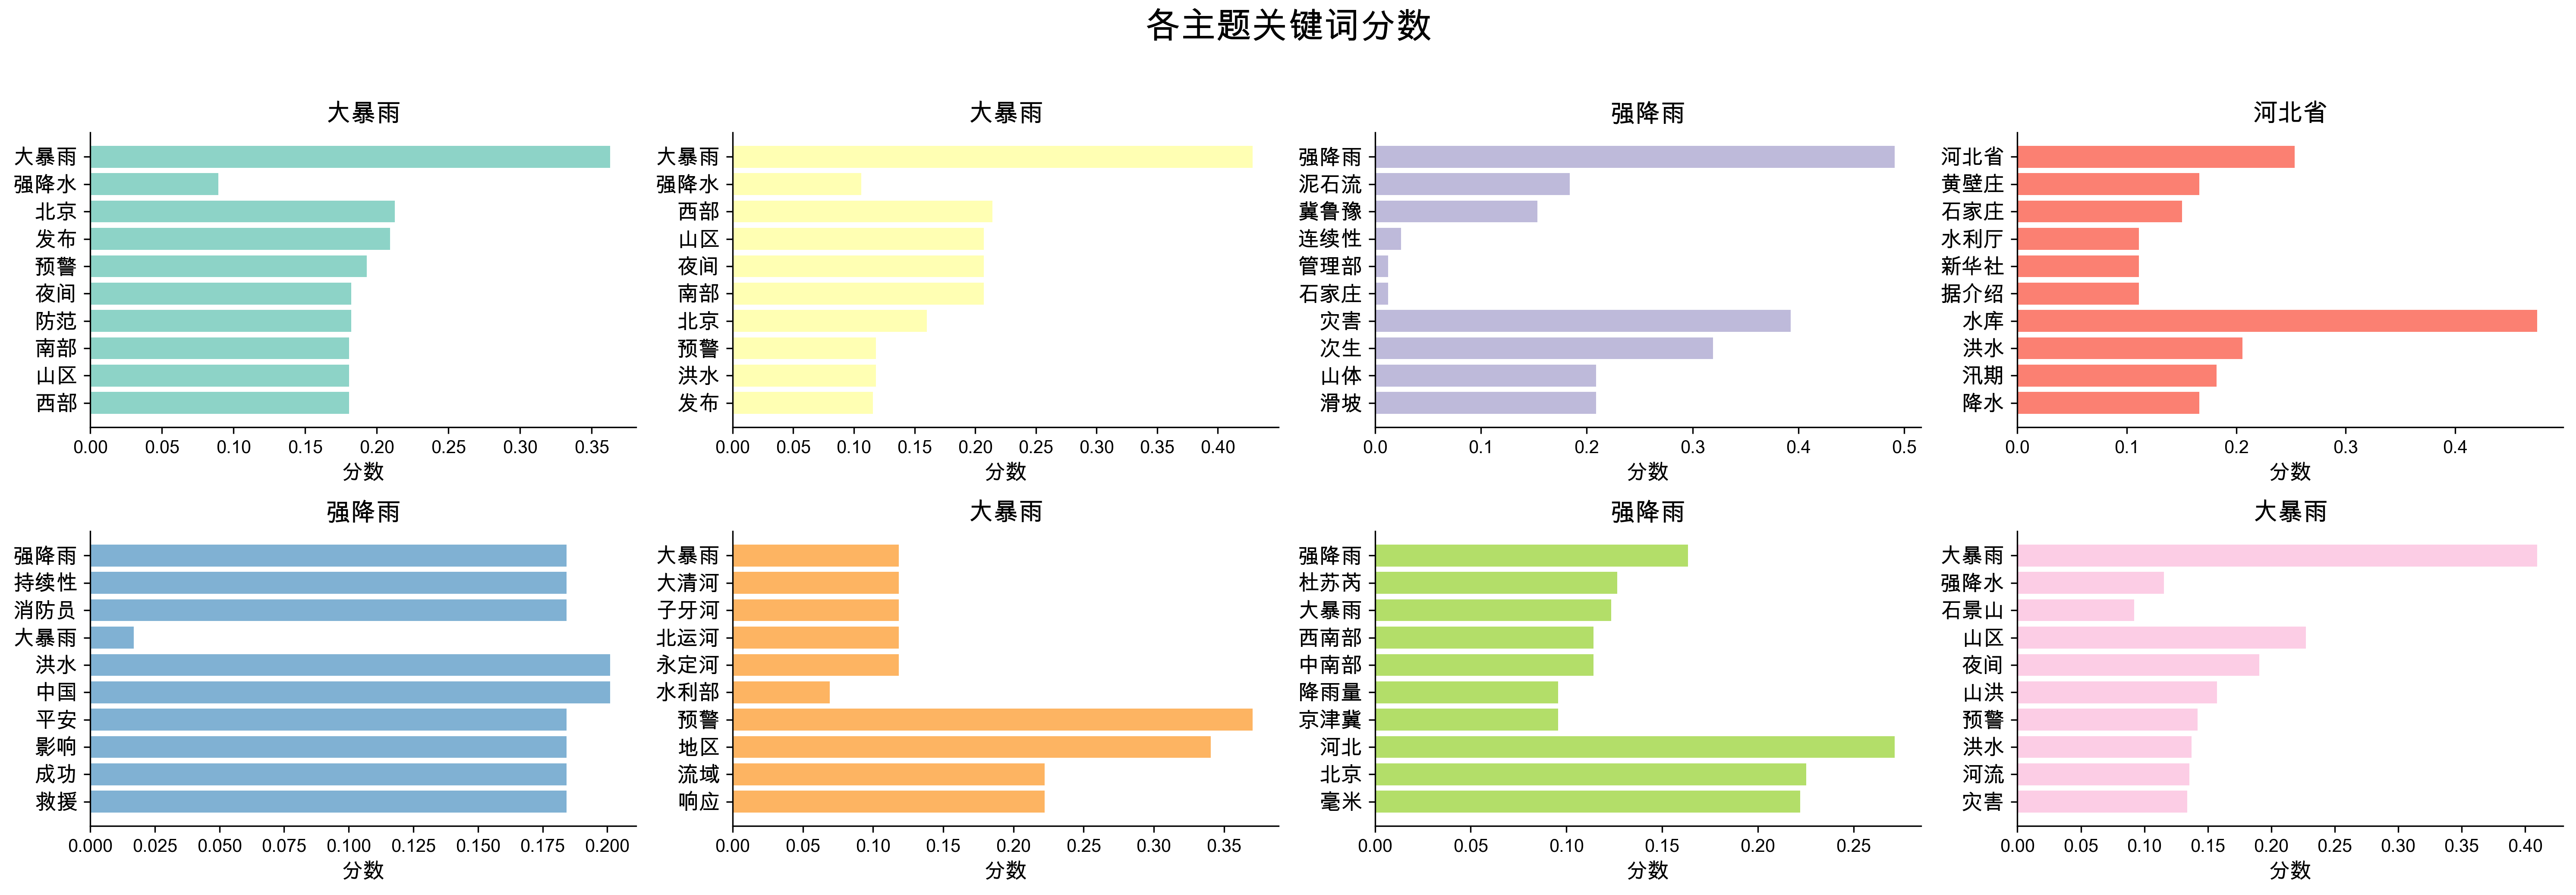 各主题关键词分数
大暴雨
大暴雨
强降水
北京
发布
预警
夜间
防范
南部
山区
西部
0.00 0.05 0.10 0.15 0.20 0.25 0.30 0.35
分数
大暴雨
大暴雨
强降水
西部
山区
夜间
南部
北京
预警
洪水
发布
0.00 0.05 0.10 0.15 0.20 0.25 0.30 0.35 0.40
分数
强降雨
强降雨
泥石流
冀鲁豫
连续性
管理部
石家庄
灾害
次生
山体
滑坡
0.0 0.1 0.2 0.3 0.4 0.5
分数
河北省
河北省
黄壁庄
石家庄
水利厅
新华社
据介绍
水库
洪水
汛期
降水
0.0 0.1 0.2 0.3 0.4
分数
强降雨
强降雨
持续性
消防员
大暴雨
洪水
中国
平安
影响
成功
救援
0.000 0.025 0.050 0.075 0.100 0.125 0.150 0.175 0.200
分数
大暴雨
大暴雨
大清河
子牙河
北运河
永定河
水利部
预警
地区
流域
响应
0.00 0.05 0.10 0.15 0.20 0.25 0.30 0.35
分数
强降雨
强降雨
杜苏芮
大暴雨
西南部
中南部
降雨量
京津冀
河北
北京
毫米
0.00 0.05 0.10 0.15 0.20 0.25
分数
大暴雨
大暴雨
强降水
石景山
山区
夜间
山洪
预警
洪水
河流
灾害
0.00 0.05 0.10 0.15 0.20 0.25 0.30 0.35 0.40
分数